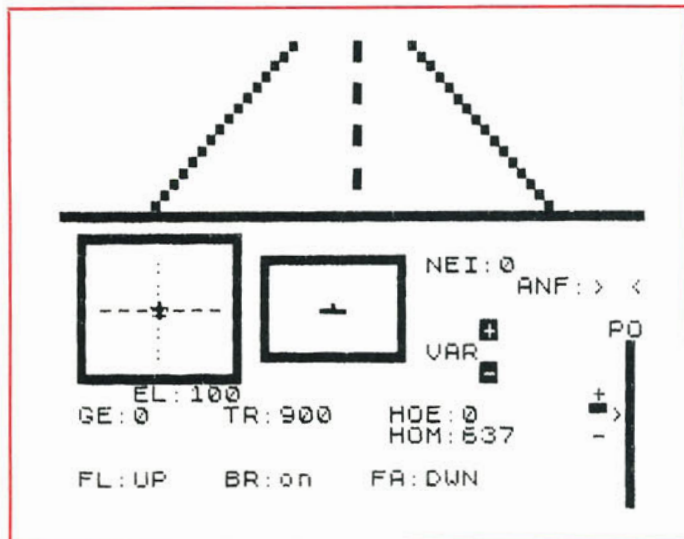 NEI:0
ANF:> <
+
PO
VAR
-
EL:100
+
GE:0 TR:900 HOE:0
>
HOM:637
-
FL:UP BR:on FA:DWN